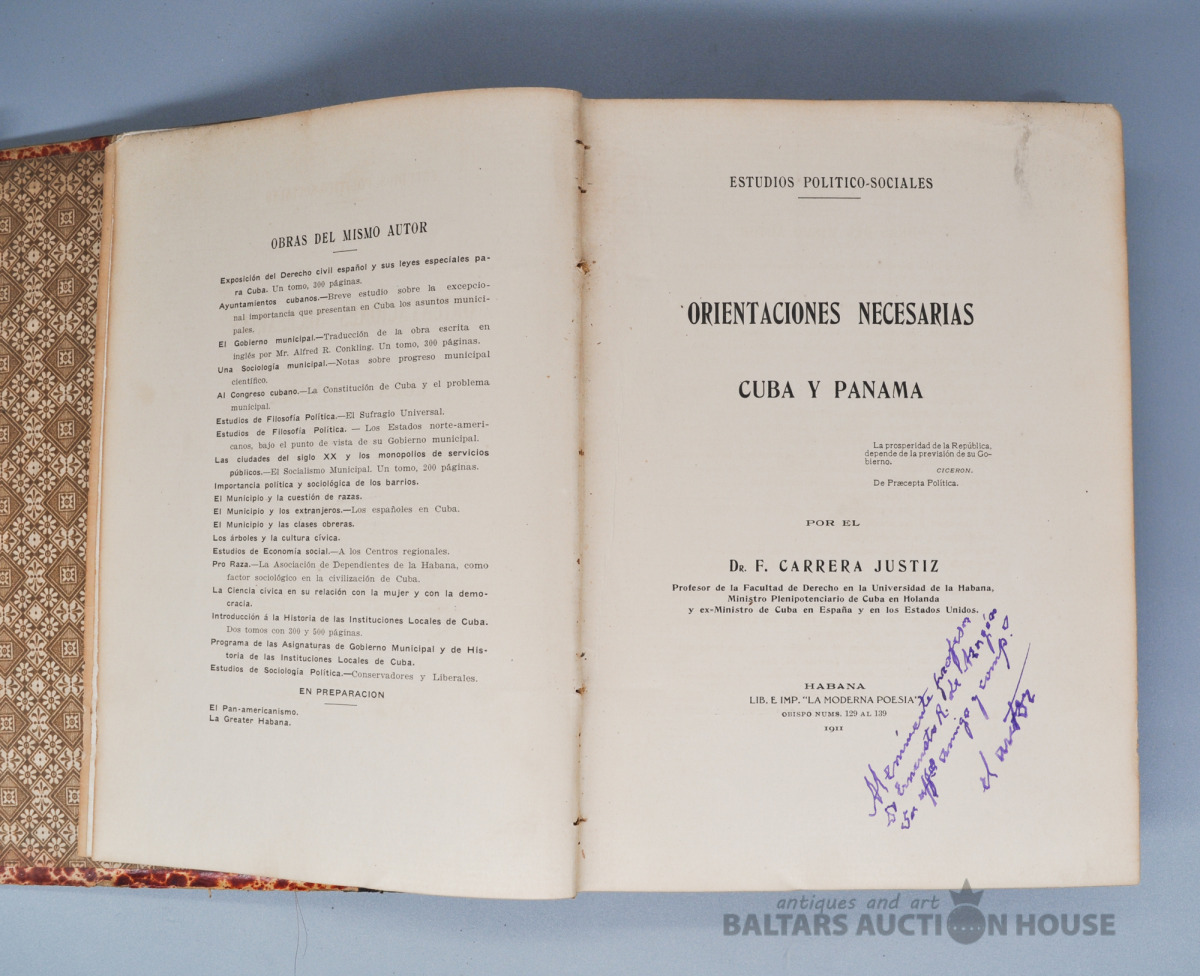 OBRAS DEL MISMO AUTOR
Exposición del Derecho civil español y sus leyes especiales pa-
ra Cuba. Un tomo, 300 páginas.
Ayuntamientos cubanos.—Breve estudio sobre la excepcio-
nal importancia que presentan en Cuba los asuntos munici-
pales.
El Gobierno municipal.—Traducción de la obra escrita en
inglés por Mr. Alfred R. Conkling. Un tomo, 300 páginas.
Una Sociología municipal.—Notas sobre progreso municipal
científico.
Al Congreso cubano.—La Constitución de Cuba y el problema
municipal.
Estudios de Filosofía Política.—El Sufragio Universal.
Estudios de Filosofía Política. — Los Estados norte-ameri-
canos, bajo el punto de vista de su Gobierno municipal.
Las ciudades del siglo XX y los monopolios de servicios
públicos.—El Socialismo Municipal. Un tomo, 200 páginas.
Importancia política y sociológica de los barrios.
El Municipio y la cuestión de razas.
El Municipio y los extranjeros.—Los españoles en Cuba.
El Municipio y las clases obreras.
Los árboles y la cultura cívica.
Estudios de Economía social.—A los Centros regionales.
Pro Raza.—La Asociación de Dependientes de la Habana, como
factor sociológico en la civilización de Cuba.
La Ciencia cívica en su relación con la mujer y con la demo-
cracia.
Introducción á la Historia de las Instituciones Locales de Cuba.
Dos tomos con 200 y 500 páginas.
Programa de las Asignaturas de Gobierno Municipal y de His-
toria de las Instituciones Locales de Cuba.
Estudios de Sociología Política.—Conservadores y Liberales.
EN PREPARACION
El Pan-americanismo.
La Greater Habana.
ESTUDIOS POLITICO-SOCIALES
ORIENTACIONES NECESARIAS
CUBA Y PANAMA
La prosperidad de la República,
depende de la previsión de su Go-
bierno.
CICERON.
De Præcepta Política.
POR EL
DR. F. CARRERA JUSTIZ
Profesor de la Facultad de Derecho en la Universidad de la Habana,
Ministro Plenipotenciario de Cuba en Holanda
y ex-Ministro de Cuba en España y en los Estados Unidos.
HABANA
LIB. E IMP. "LA MODERNA POESIA"
OBISPO NUMS. 129 AL 139
1911
Al eminente profesor
Dr Ernesto R. de Aragón
su affmo amigo y comp.o
el autor
antiques and art
BALTARS AUCTION HOUSE